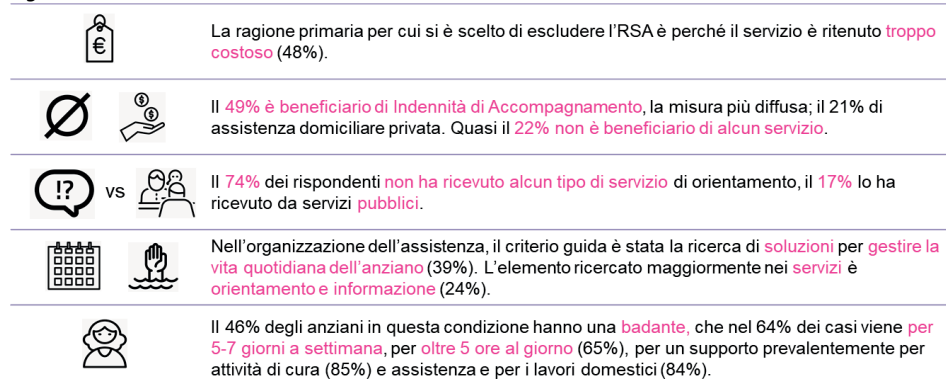 La ragione primaria per cui si è scelto di escludere l'RSA è perché il servizio è ritenuto troppo
costoso (48%).
Il 49% è beneficiario di Indennità di Accompagnamento, la misura più diffusa; il 21% di
assistenza domiciliare privata. Quasi il 22% non è beneficiario di alcun servizio.
!?
vs
Il 74% dei rispondenti non ha ricevuto alcun tipo di servizio di orientamento, il 17% lo ha
ricevuto da servizi pubblici.
Nell'organizzazione dell'assistenza, il criterio guida è stata la ricerca di soluzioni per gestire la
vita quotidiana dell'anziano (39%). L'elemento ricercato maggiormente nei servizi è
orientamento e informazione (24%).
Il 46% degli anziani in questa condizione hanno una badante, che nel 64% dei casi viene per
5-7 giorni a settimana, per oltre 5 ore al giorno (65%), per un supporto prevalentemente per
attività di cura (85%) e assistenza e per i lavori domestici (84%).